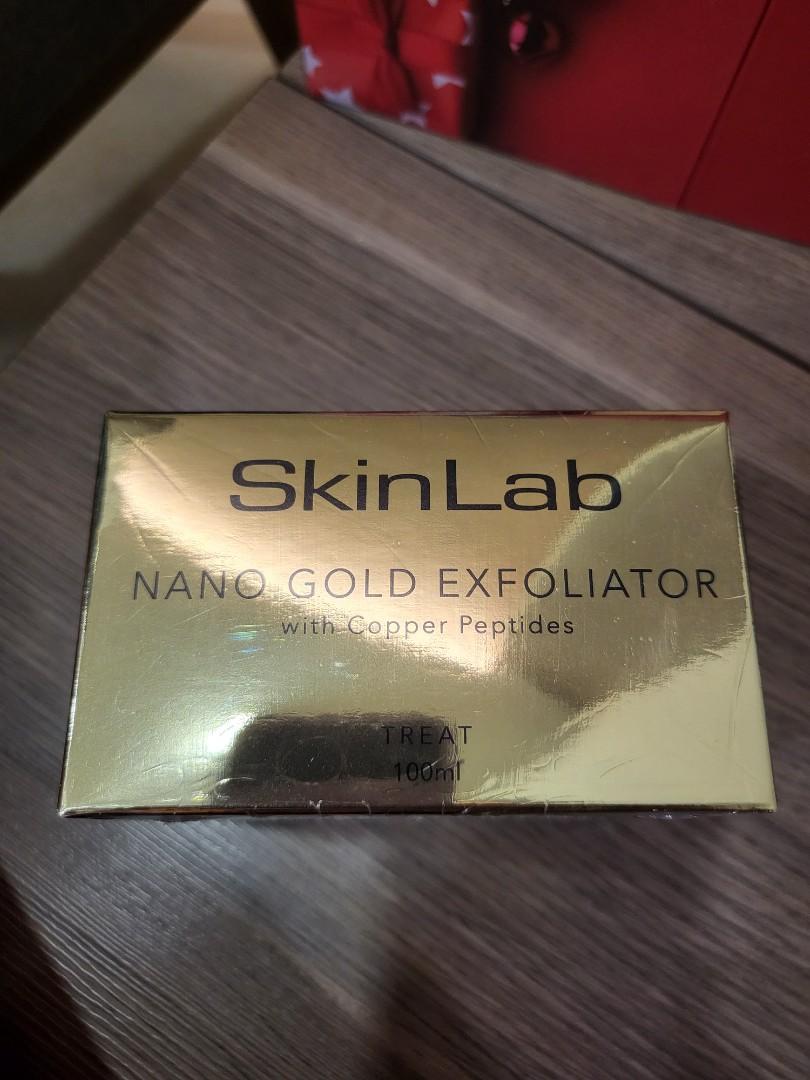 SkinLab
NANO GOLD EXFOLIATOR
with Copper Peptides
TREAT
100ml